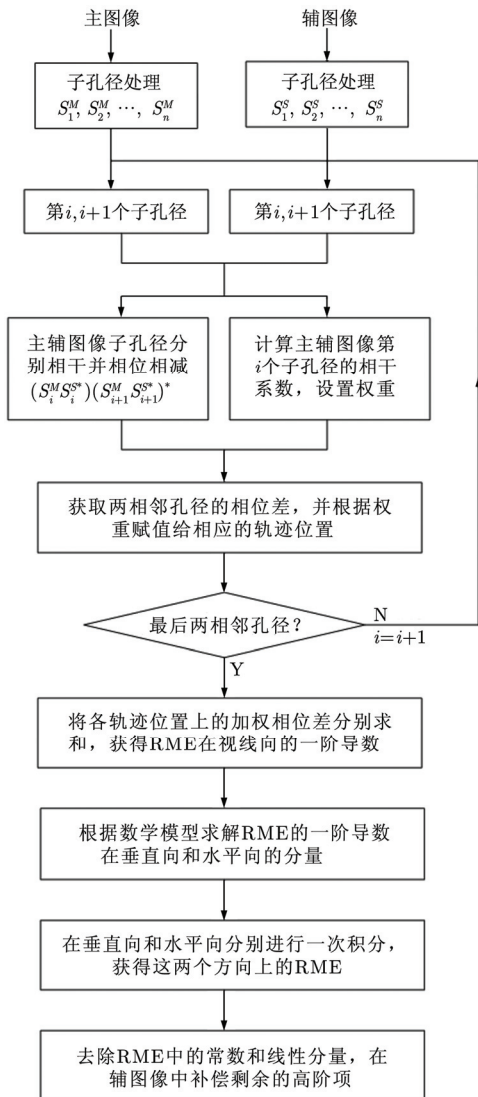 主图像
辅图像
子孔径处理
S_1^M, S_2^M, ⋯, S_n^M
子孔径处理
S_1^S, S_2^S, ⋯, S_n^S
第i,i+1个子孔径
第i,i+1个子孔径
主辅图像子孔径分
别相干并相位相减
(S_i^M S_i^{S*})(S_{i+1}^M S_{i+1}^{S*})^*
计算主辅图像第
i个子孔径的相干
系数，设置权重
获取两相邻孔径的相位差，并根据权
重赋值给相应的轨迹位置
最后两相邻孔径？
N
i=i+1
Y
将各轨迹位置上的加权相位差分别求
和，获得RME在视线向的一阶导数
根据数学模型求解RME的一阶导数
在垂直向和水平向的分量
在垂直向和水平向分别进行一次积分，
获得这两个方向上的RME
去除RME中的常数和线性分量，在
辅图像中补偿剩余的高阶项